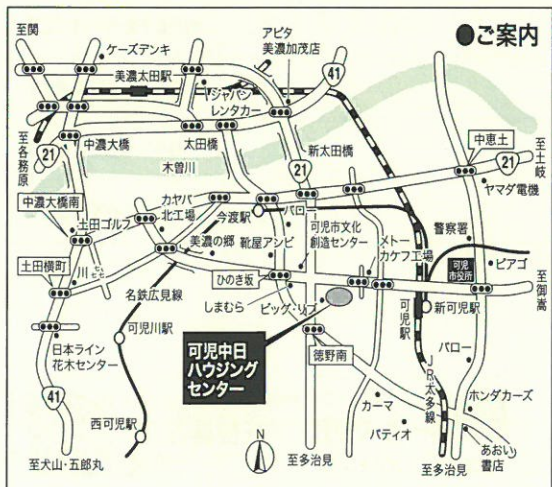 ●ご案内
至関
ケーズデンキ
アピタ
美濃加茂店
41
美濃太田駅
ジャパン
レンタカー
至各務原
21
中濃大橋
太田橋
新太田橋
中恵土
21
至土岐
木曽川
21
ヤマダ電機
中濃大橋南
カヤバ
北工場
今渡駅
バロー
土田ゴルフ
可児市文化
創造センター
警察署
美濃の郷
靴屋アンビ
メトー
カケフ工場
可児
市役所
ピアゴ
土田横町
ひのき坂
至御嵩
名鉄広見線
しまむら
ビッグ・リブ
可児駅
新可児駅
可児川駅
日本ライン
花木センター
可児中日
ハウジング
センター
徳野南
バロー
JR太多線
41
カーマ
ホンダカーズ
パティオ
西可児駅
N
あおい
書店
至犬山・五郎丸
至多治見
至多治見